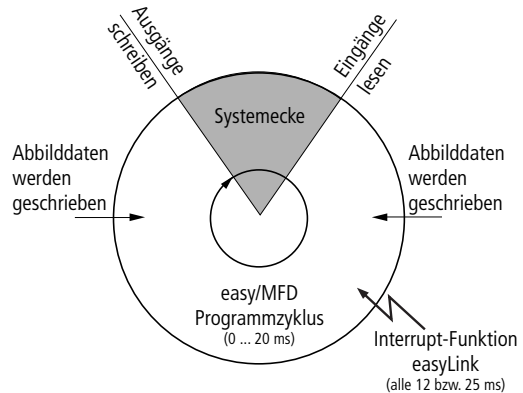 Ausgänge
schreiben
Eingänge
lesen
Systemecke
Abbilddaten
werden
geschrieben
Abbilddaten
werden
geschrieben
easy/MFD
Programmzyklus
(0 ... 20 ms)
Interrupt-Funktion
easyLink
(alle 12 bzw. 25 ms)